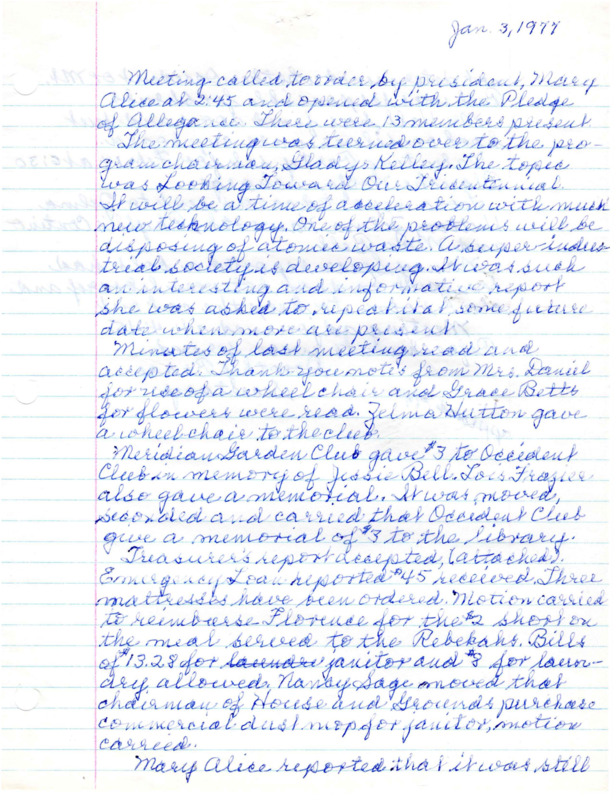 Jan. 3, 1977
Meeting called to order by president, Mary
Alice at 2:45 and opened with the Pledge
of Allegance. There were 13 members present.
The meeting was turned over to the pro-
gram chairman, Gladys Kelley. The topic
was Looking Toward Our Tricentennial.
It will be a time of acceleration with much
new technology. One of the problems will be
disposing of atomic waste. A super-indus-
trial society is developing. It was such
an interesting and informative report
she was asked to repeat it at some future
date when more are present.
Minutes of last meeting read and
accepted. Thank you notes from Mrs. Daniel
for use of a wheel chair and Grace Betts
for flowers were read. Zelma Hutton gave
a wheelchair to the club.
Meridian Garden Club gave $3 to Occident
Club in memory of Jessie Bell. Lois Frazier
also gave a memorial. It was moved,
seconded and carried that Occident Club
give a memorial of $3 to the library.
Treasurer's report accepted, (attached).
Emergency Loan reported $45 received. Three
mattresses have been ordered. Motion carried
to reimburse Florence for the $2 short on
the meal served to the Rebekahs. Bills
of $13.28 for janitor and $8 for laun-
dry allowed. Nancy Sage moved that
chairman of House and Grounds purchase
commercial dust mop for janitor, motion
carried.
Mary Alice reported that it was still